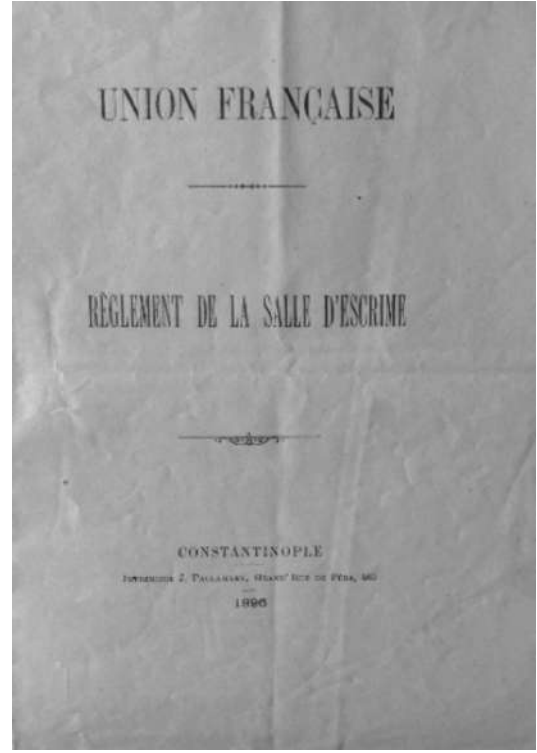 UNION FRANÇAISE
RÈGLEMENT DE LA SALLE D'ESCRIME
CONSTANTINOPLE
IMPRIMERIE J. PALLAMARY, GRAND' RUE DE PÉRA,
1896